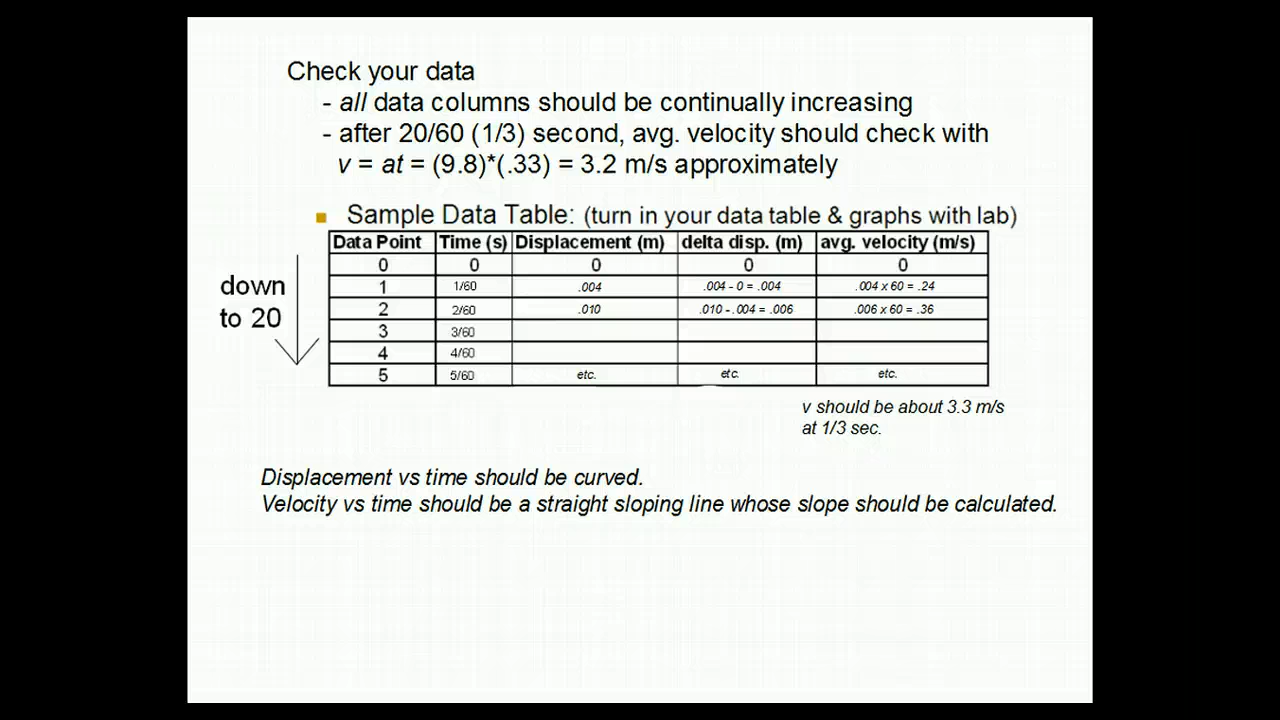 Check your data
- all data columns should be continually increasing
- after 20/60 (1/3) second, avg. velocity should check with
v = at = (9.8)*(.33) = 3.2 m/s approximately
Sample Data Table: (turn in your data table & graphs with lab)
down
to 20
Data Point Time (s) Displacement (m) delta disp. (m) avg. velocity (m/s)
0 0 0 0 0
1 1/60 .004 .004 - 0 = .004 .004 x 60 = .24
2 2/60 .010 .010 - .004 = .006 .006 x 60 = .36
3 3/60
4 4/60
5 5/60 etc. etc. etc.
v should be about 3.3 m/s
at 1/3 sec.
Displacement vs time should be curved.
Velocity vs time should be a straight sloping line whose slope should be calculated.